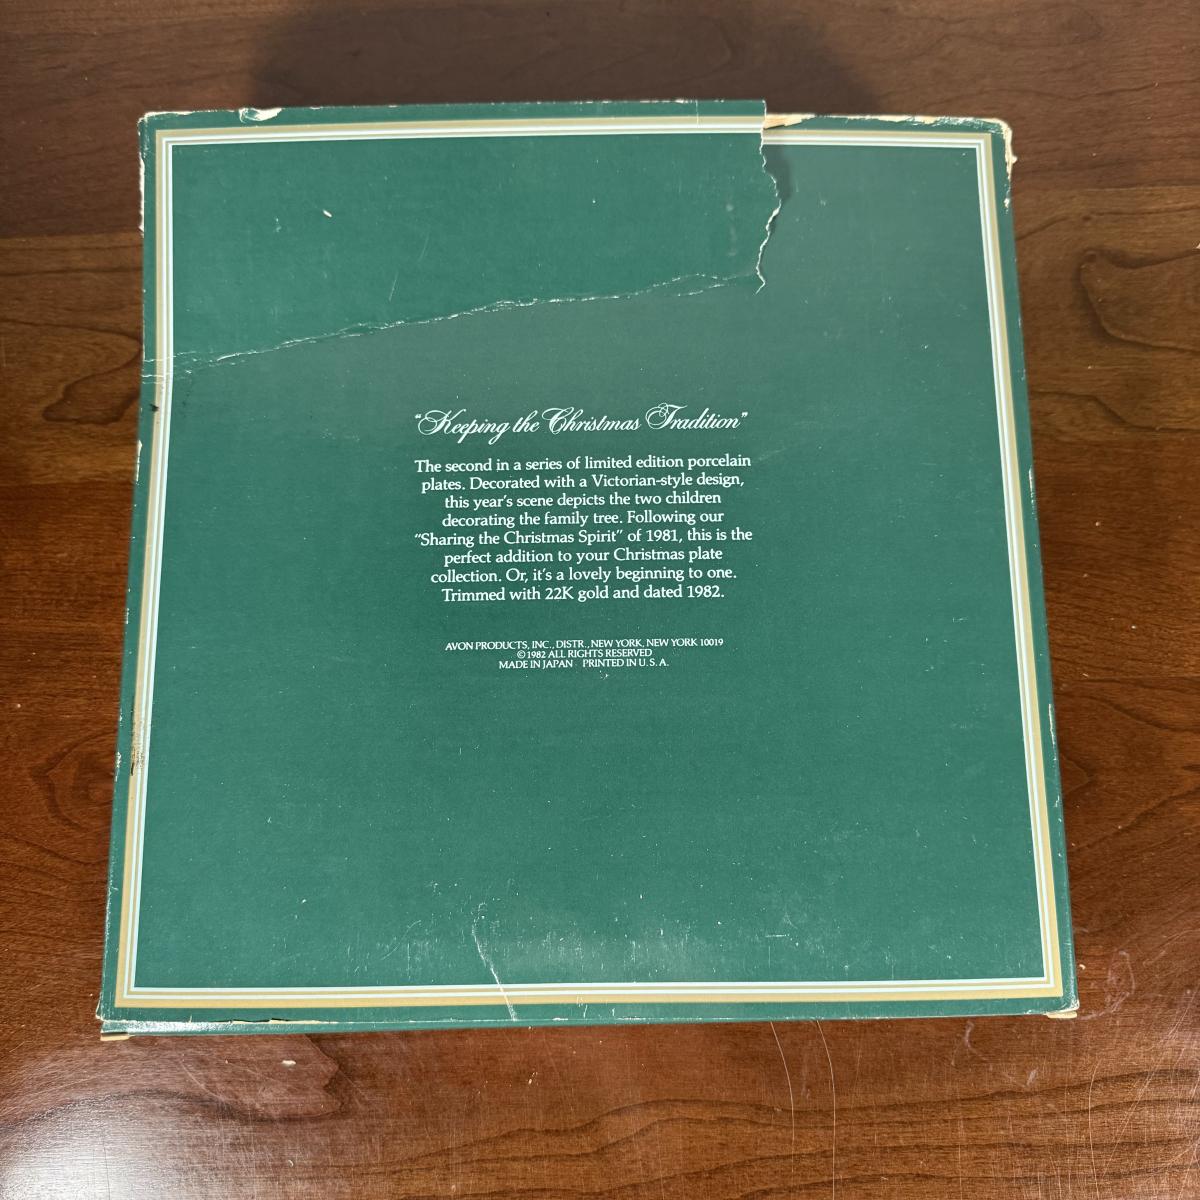 “Keeping the Christmas Tradition”
The second in a series of limited edition porcelain
plates. Decorated with a Victorian-style design,
this year’s scene depicts the two children
decorating the family tree. Following our
“Sharing the Christmas Spirit” of 1981, this is the
perfect addition to your Christmas plate
collection. Or, it’s a lovely beginning to one.
Trimmed with 22K gold and dated 1982.
AVON PRODUCTS, INC., DISTR., NEW YORK, NEW YORK 10019
©1982 ALL RIGHTS RESERVED
MADE IN JAPAN PRINTED IN U. S. A.